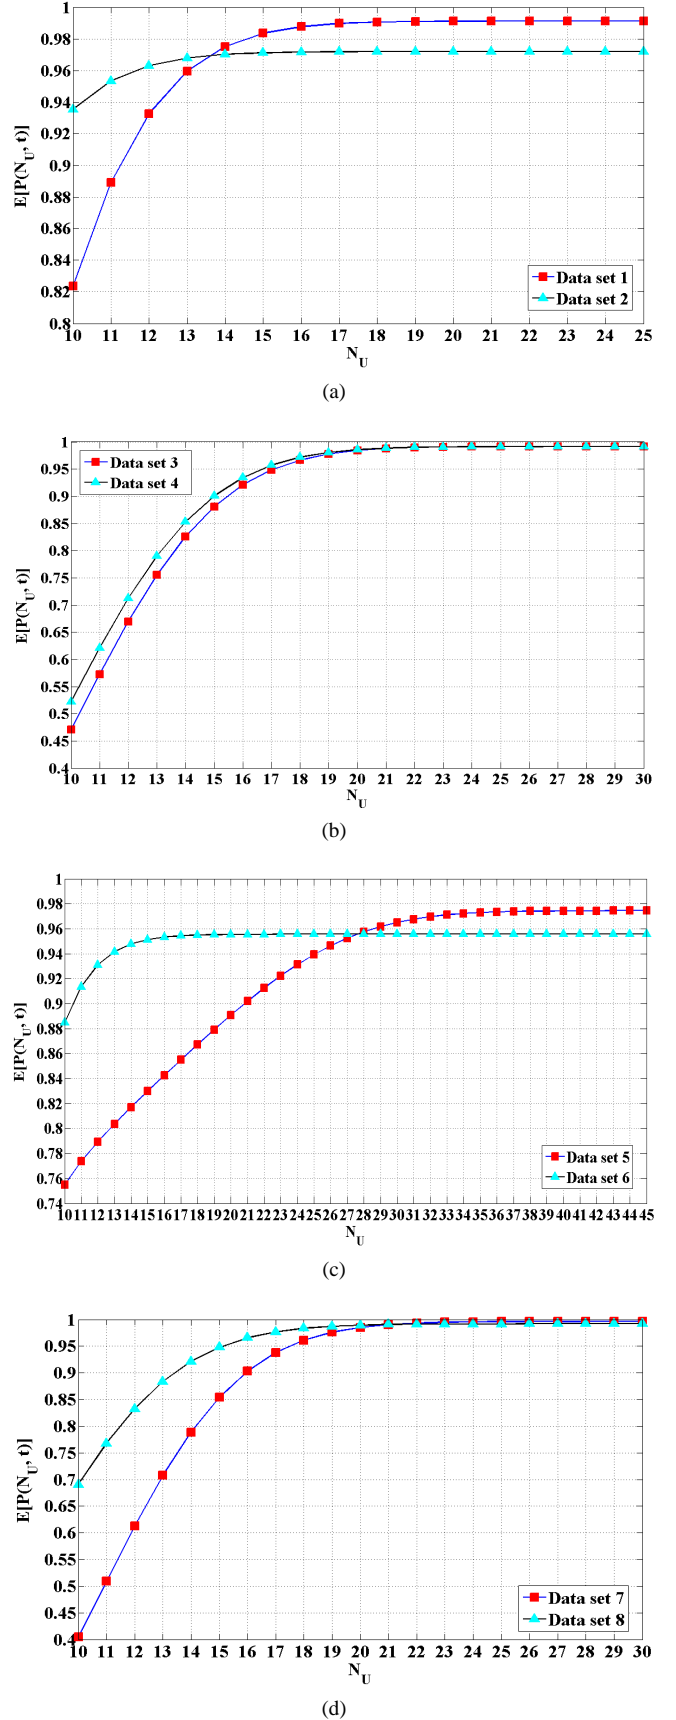 1
0.98
0.96
0.94
0.92
0.9
0.88
0.86
0.84
0.82
0.8
E[P(N_U, t)]
Data set 1
Data set 2
10 11 12 13 14 15 16 17 18 19 20 21 22 23 24 25
N_U
(a)
1
0.95
0.9
0.85
0.8
0.75
0.7
0.65
0.6
0.55
0.5
0.45
0.4
E[P(N_U, t)]
Data set 3
Data set 4
10 11 12 13 14 15 16 17 18 19 20 21 22 23 24 25 26 27 28 29 30
N_U
(b)
1
0.98
0.96
0.94
0.92
0.9
0.88
0.86
0.84
0.82
0.8
0.78
0.76
0.74
E[P(N_U, t)]
Data set 5
Data set 6
10 11 12 13 14 15 16 17 18 19 20 21 22 23 24 25 26 27 28 29 30 31 32 33 34 35 36 37 38 39 40 41 42 43 44 45
N_U
(c)
1
0.95
0.9
0.85
0.8
0.75
0.7
0.65
0.6
0.55
0.5
0.45
0.4
E[P(N_U, t)]
Data set 7
Data set 8
10 11 12 13 14 15 16 17 18 19 20 21 22 23 24 25 26 27 28 29 30
N_U
(d)